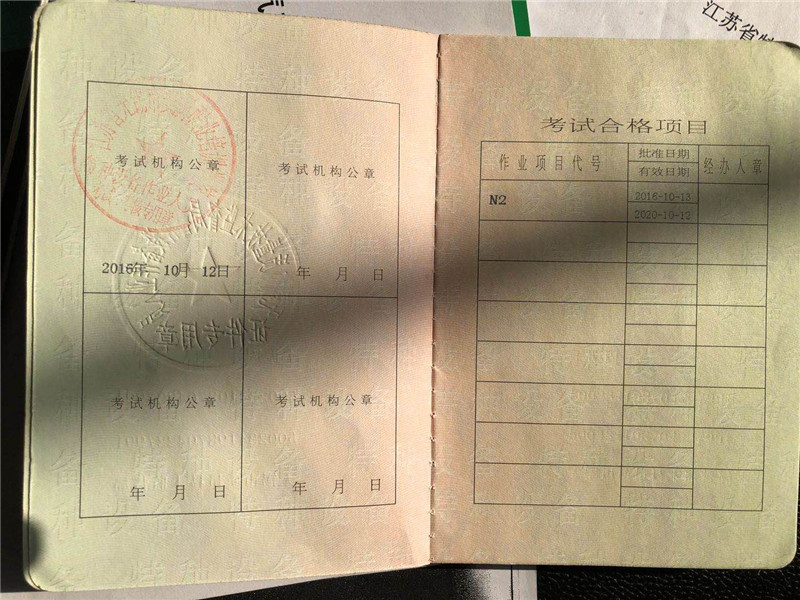 江苏省特
考试机构公章
考试机构公章
2016年 10月 12日
年 月 日
证件专用章
考试机构公章
考试机构公章
年 月 日
年 月 日
考试合格项目
作业项目代号
批准日期
有效日期
经办人章
N2
2016-10-13
2020-10-12